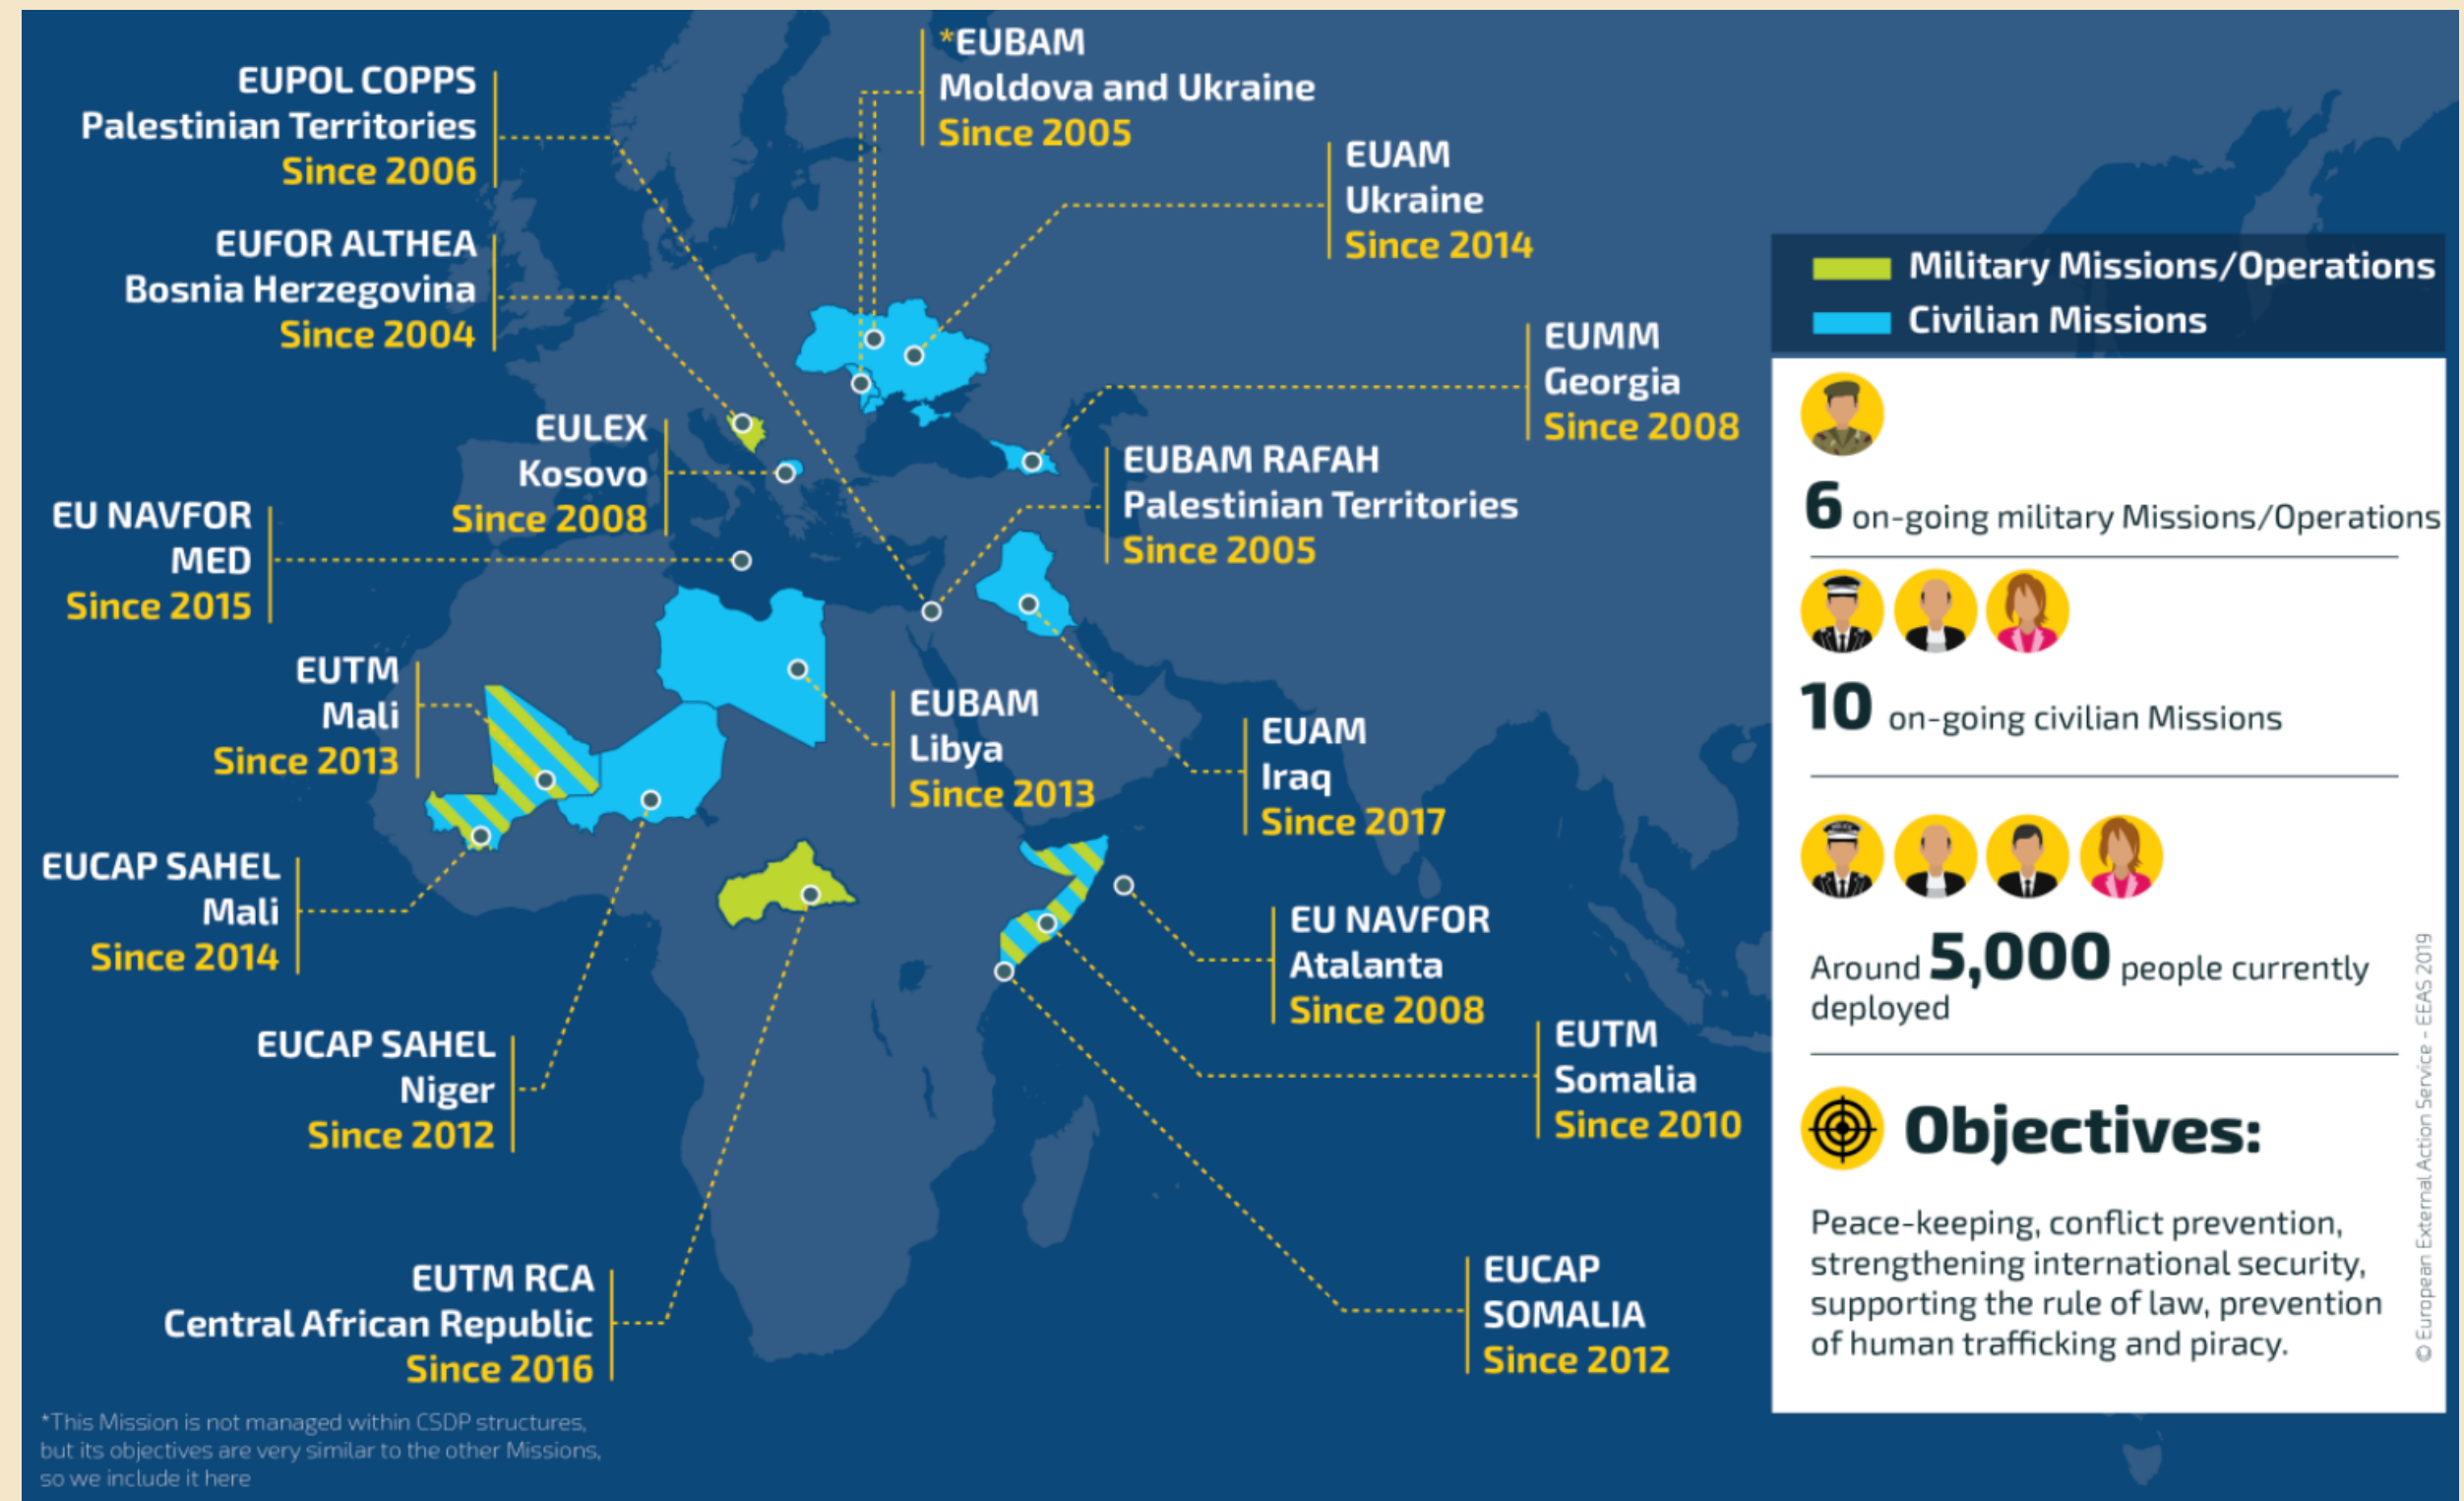 *EUBAM
Moldova and Ukraine
Since 2005
EUPOL COPPS
Palestinian Territories
Since 2006
EUAM
Ukraine
Since 2014
EUFOR ALTHEA
Bosnia Herzegovina
Since 2004
EUMM
Georgia
Since 2008
EULEX
Kosovo
Since 2008
EUBAM RAFAH
Palestinian Territories
Since 2005
EU NAVFOR
MED
Since 2015
EUTM
Mali
Since 2013
EUBAM
Libya
Since 2013
EUAM
Iraq
Since 2017
EUCAP SAHEL
Mali
Since 2014
EU NAVFOR
Atalanta
Since 2008
EUCAP SAHEL
Niger
Since 2012
EUTM
Somalia
Since 2010
EUTM RCA
Central African Republic
Since 2016
EUCAP
SOMALIA
Since 2012
*This Mission is not managed within CSDP structures,
but its objectives are very similar to the other Missions,
so we include it here
Military Missions/Operations
Civilian Missions
6 on-going military Missions/Operations
10 on-going civilian Missions
Around 5,000 people currently
deployed
Objectives:
Peace-keeping, conflict prevention,
strengthening international security,
supporting the rule of law, prevention
of human trafficking and piracy.
© European External Action Service - EEAS 2019